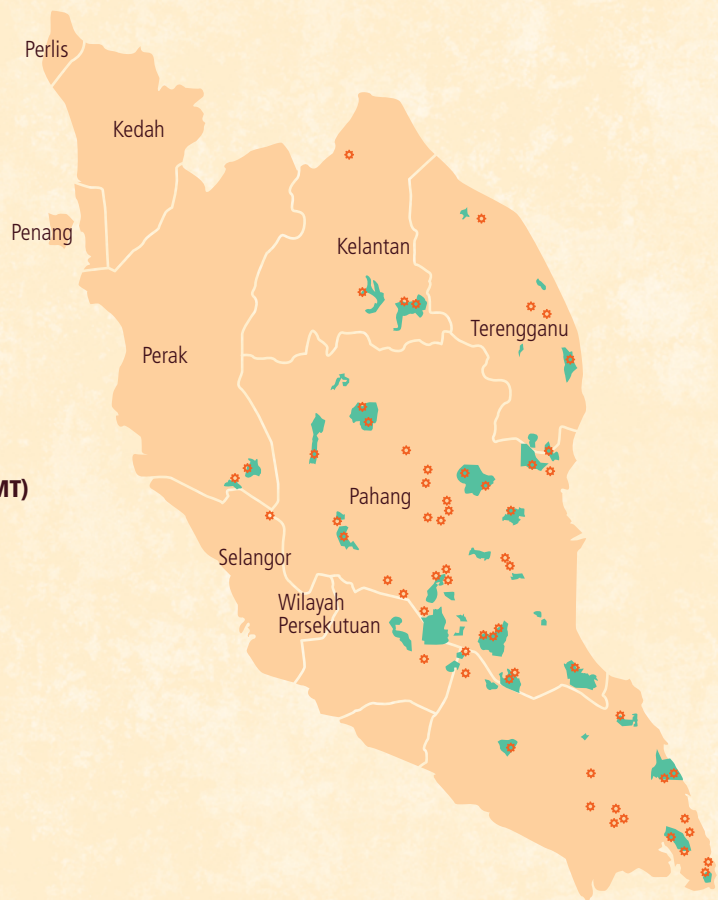 Perlis
Kedah
Penang
Kelantan
Terengganu
Perak
MT)
Pahang
Selangor
Wilayah
Persekutuan